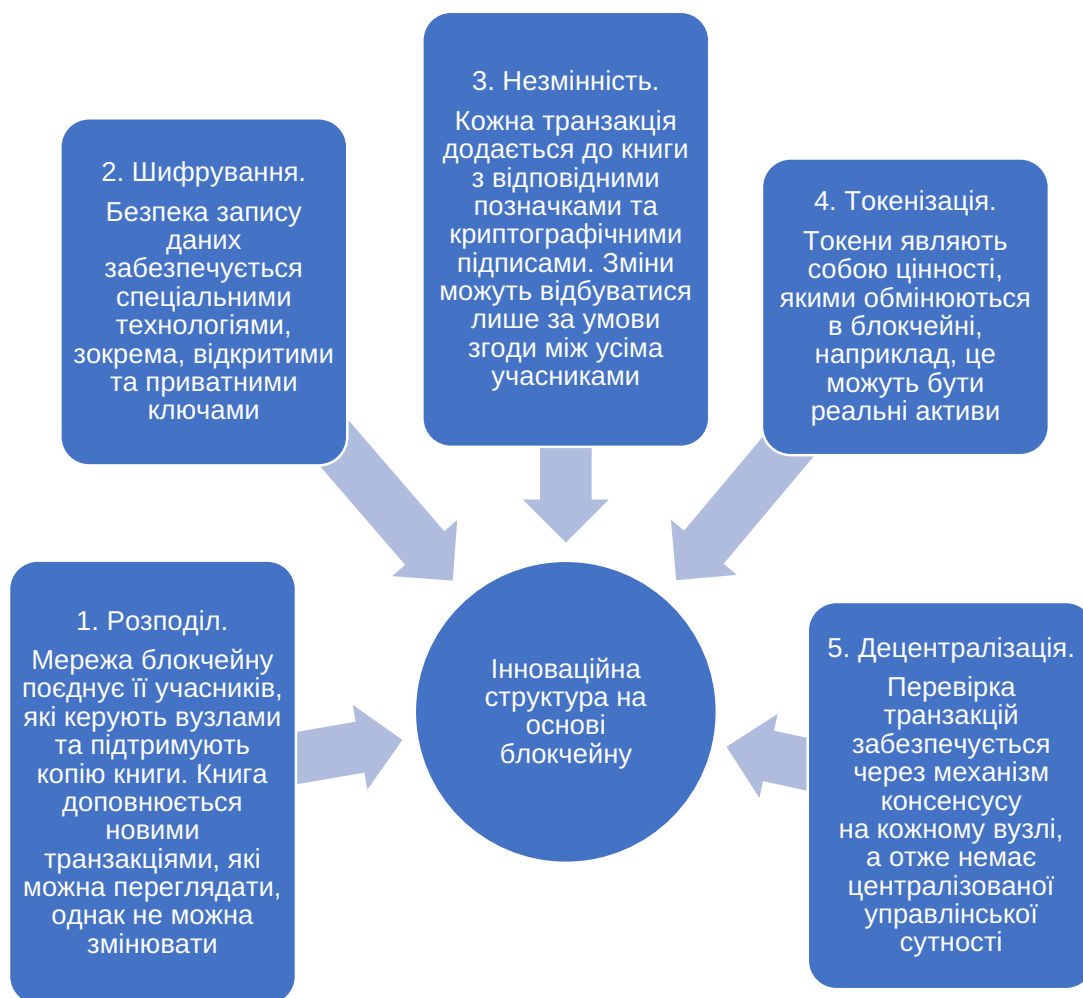 1. Розподіл.
Мережа блокчейну
поєднує її учасників,
які керують вузлами
та підтримують
копію книги. Книга
доповнюється
новими
транзакціями, які
можна переглядати,
однак не можна
змінювати
2. Шифрування.
Безпека запису
даних
забезпечується
спеціальними
технологіями,
зокрема, відкритими
та приватними
ключами
3. Незмінність.
Кожна транзакція
додається до книги
з відповідними
позначками та
криптографічними
підписами. Зміни
можуть відбуватися
лише за умови
згоди між усіма
учасниками
4. Токенізація.
Токени являють
собою цінності,
якими обмінюються
в блокчейні,
наприклад, це
можуть бути
реальні активи
5. Децентралізація.
Перевірка
транзакцій
забезпечується
через механізм
консенсусу
на кожному вузлі,
а отже немає
централізованої
управлінської
сутності
Інноваційна
структура на
основі
блокчейну